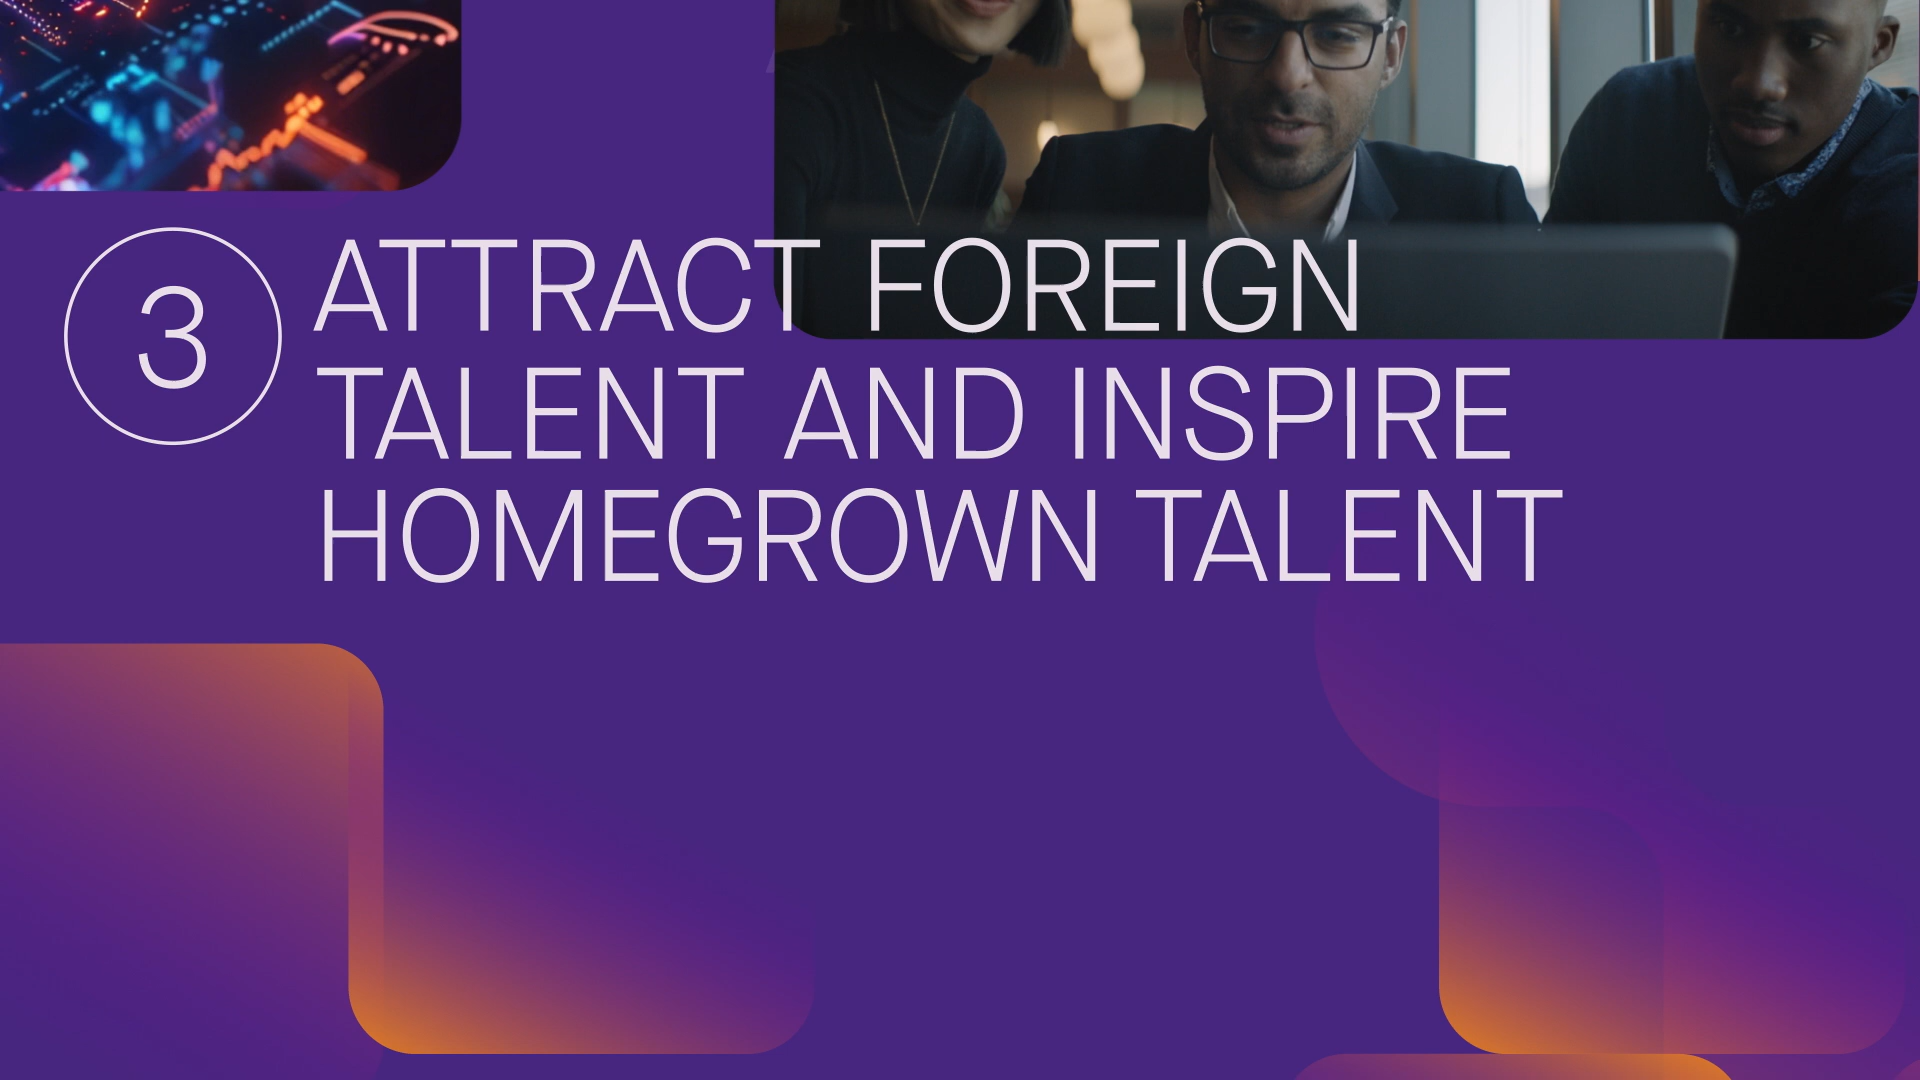 3
ATTRACT FOREIGN
TALENT AND INSPIRE
HOMEGROWN TALENT